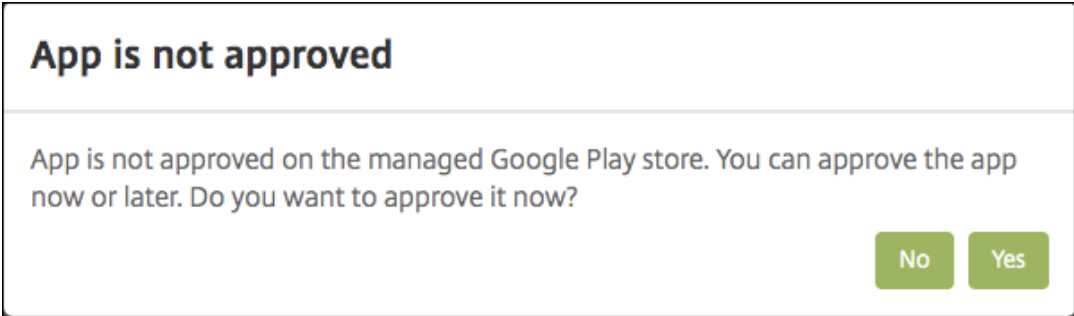 App is not approved
App is not approved on the managed Google Play store. You can approve the app
now or later. Do you want to approve it now?
No Yes